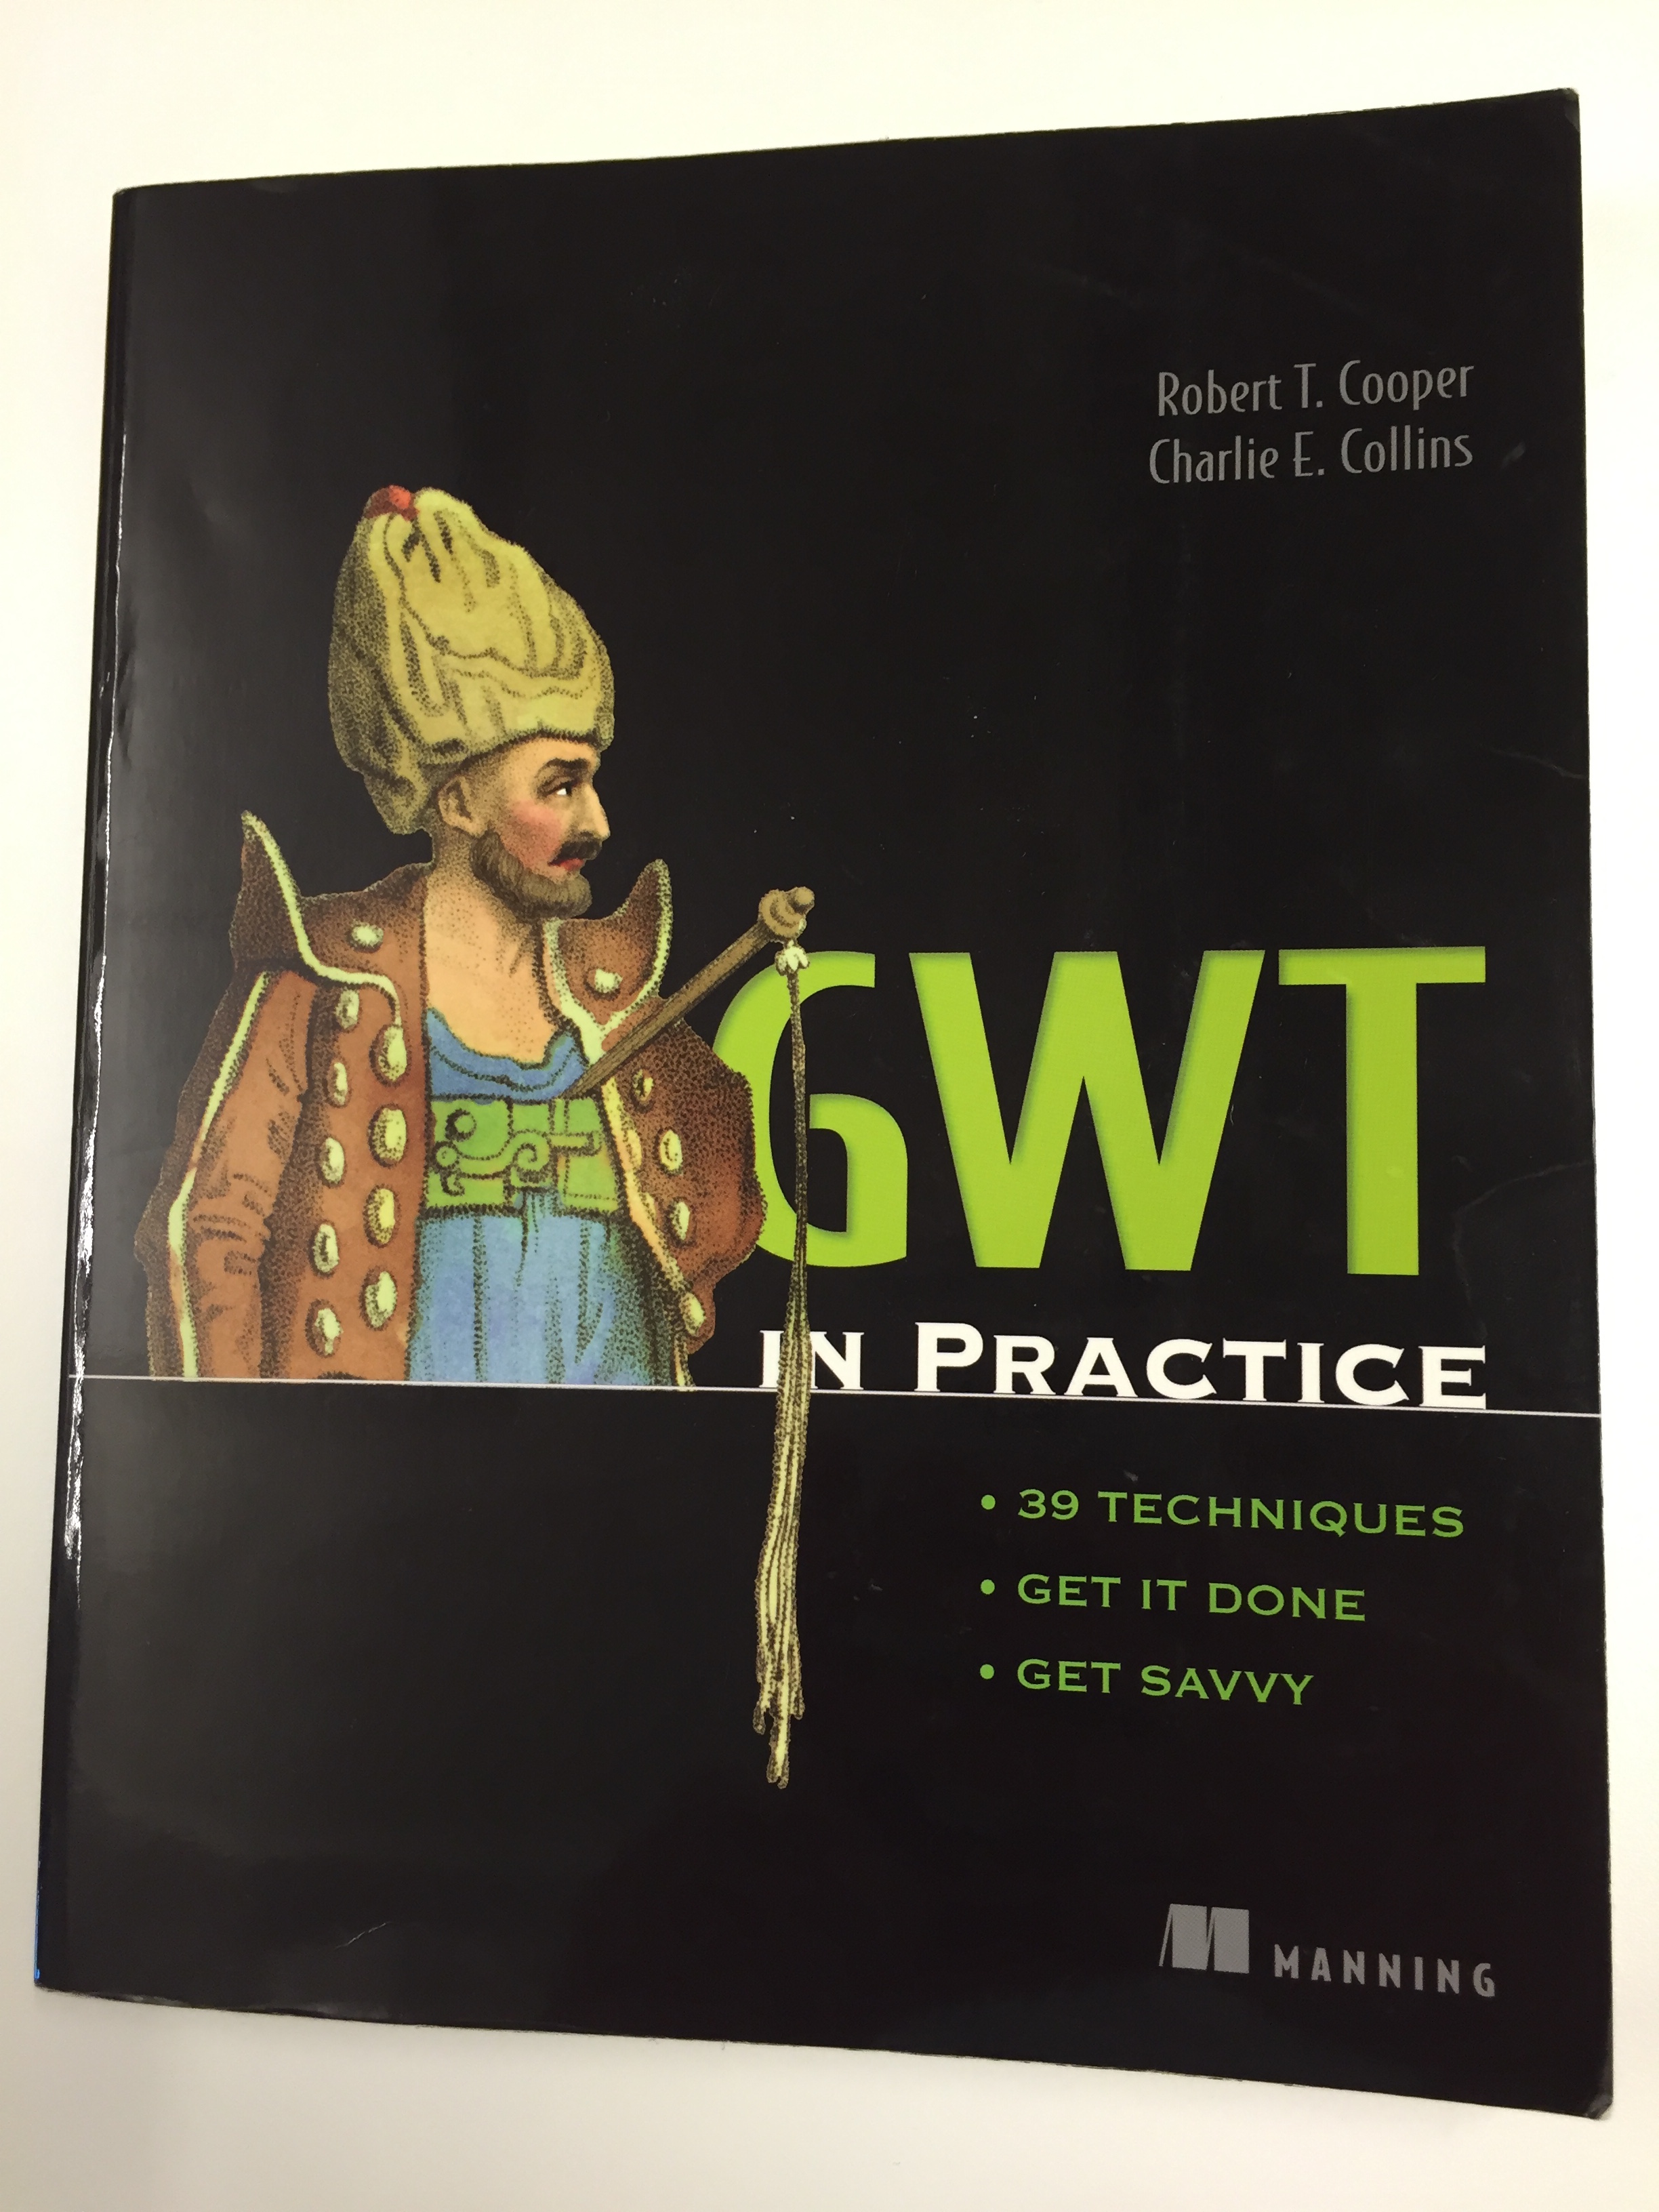 Robert T. Cooper
Charlie E. Collins
GWT
IN PRACTICE
• 39 TECHNIQUES
• GET IT DONE
• GET SAVVY
MANNING